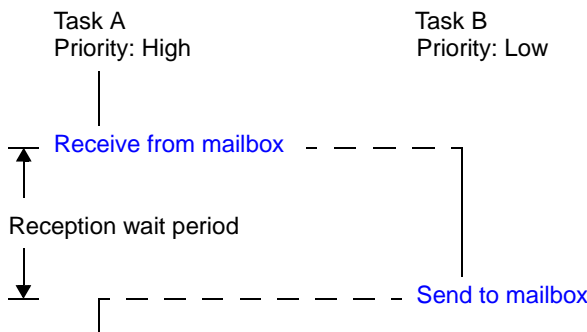 Task A
Priority: High
Task B
Priority: Low
Receive from mailbox
Reception wait period
Send to mailbox